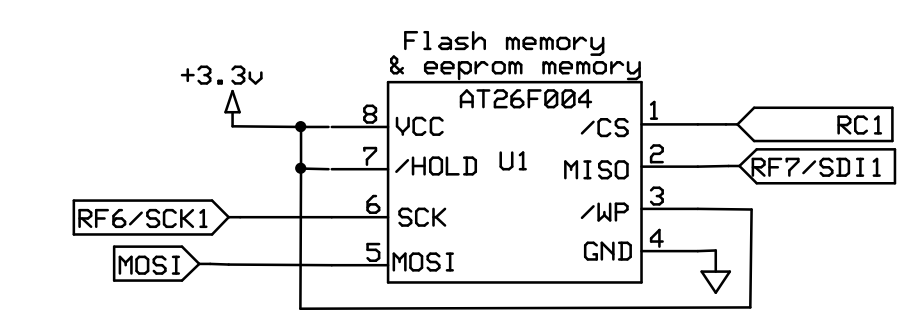 Flash memory
& eeprom memory
+3.3v
AT26F004
8
VCC
/CS
1
RC1
7
/HOLD
U1
MISO
2
RF7/SDI1
RF6/SCK1
6
SCK
/WP
3
MOSI
5
MOSI
GND
4